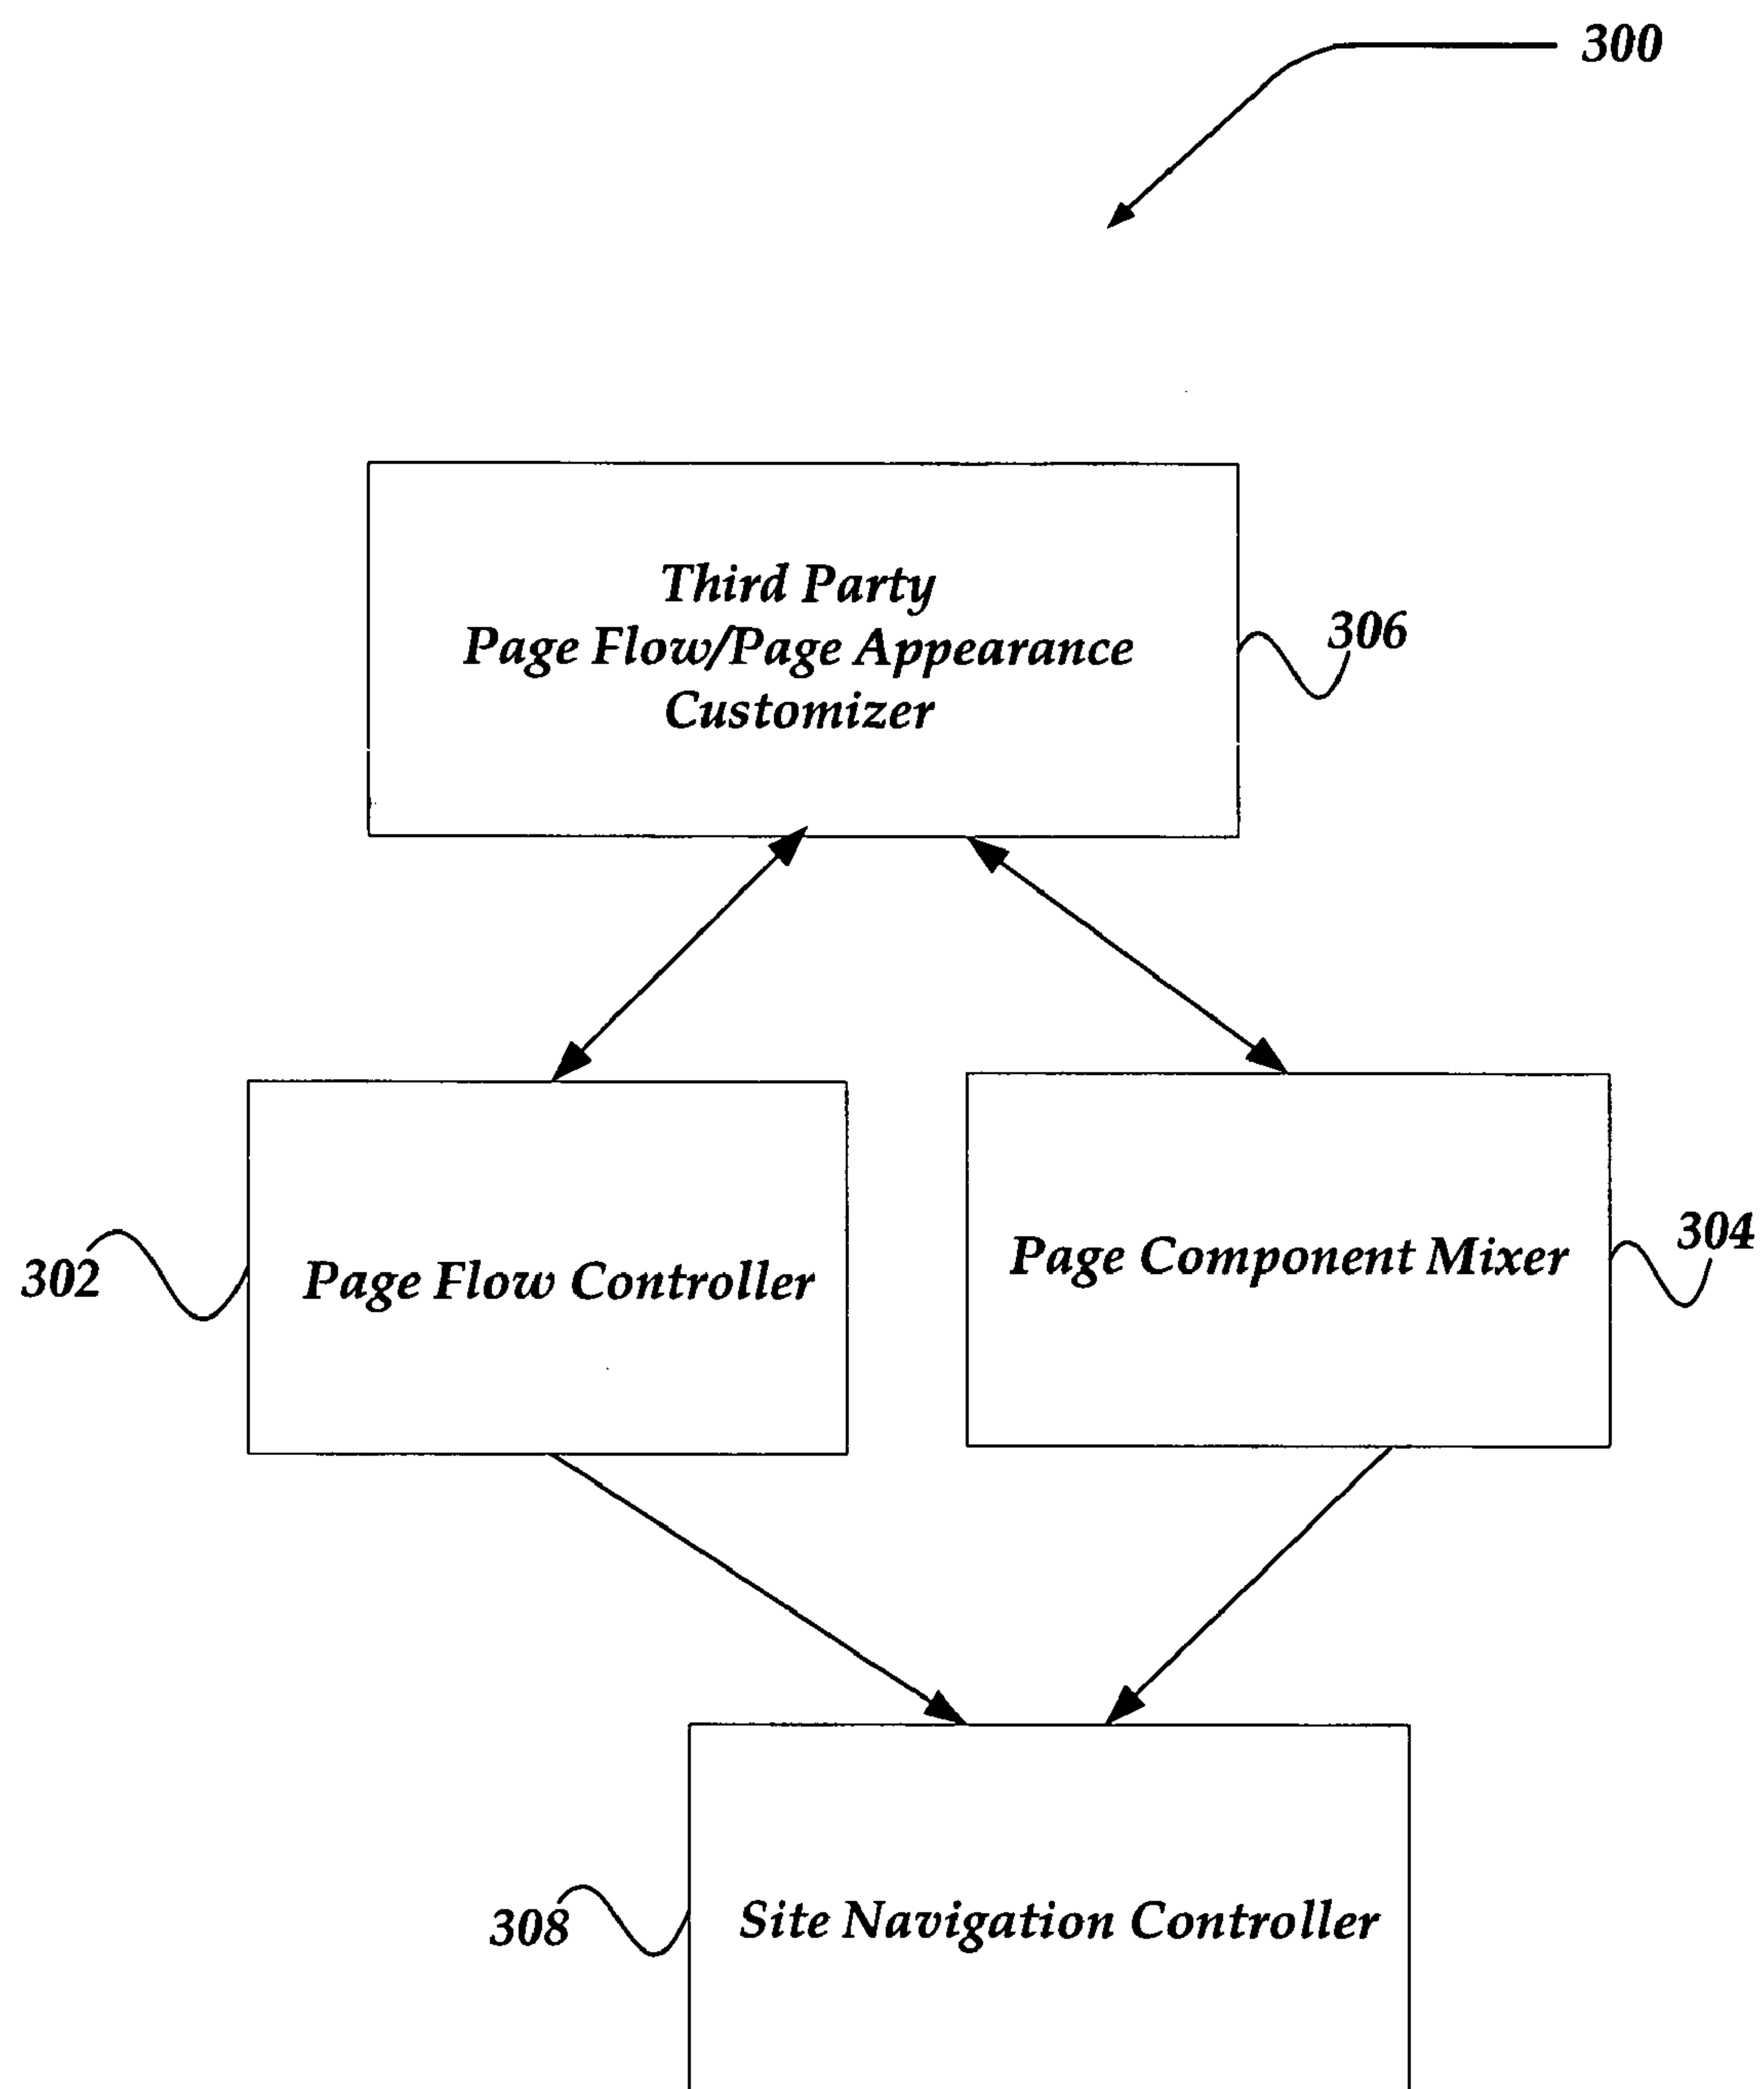 300
Third Party
Page Flow/Page Appearance
Customizer
306
302
Page Flow Controller
Page Component Mixer
304
308
Site Navigation Controller